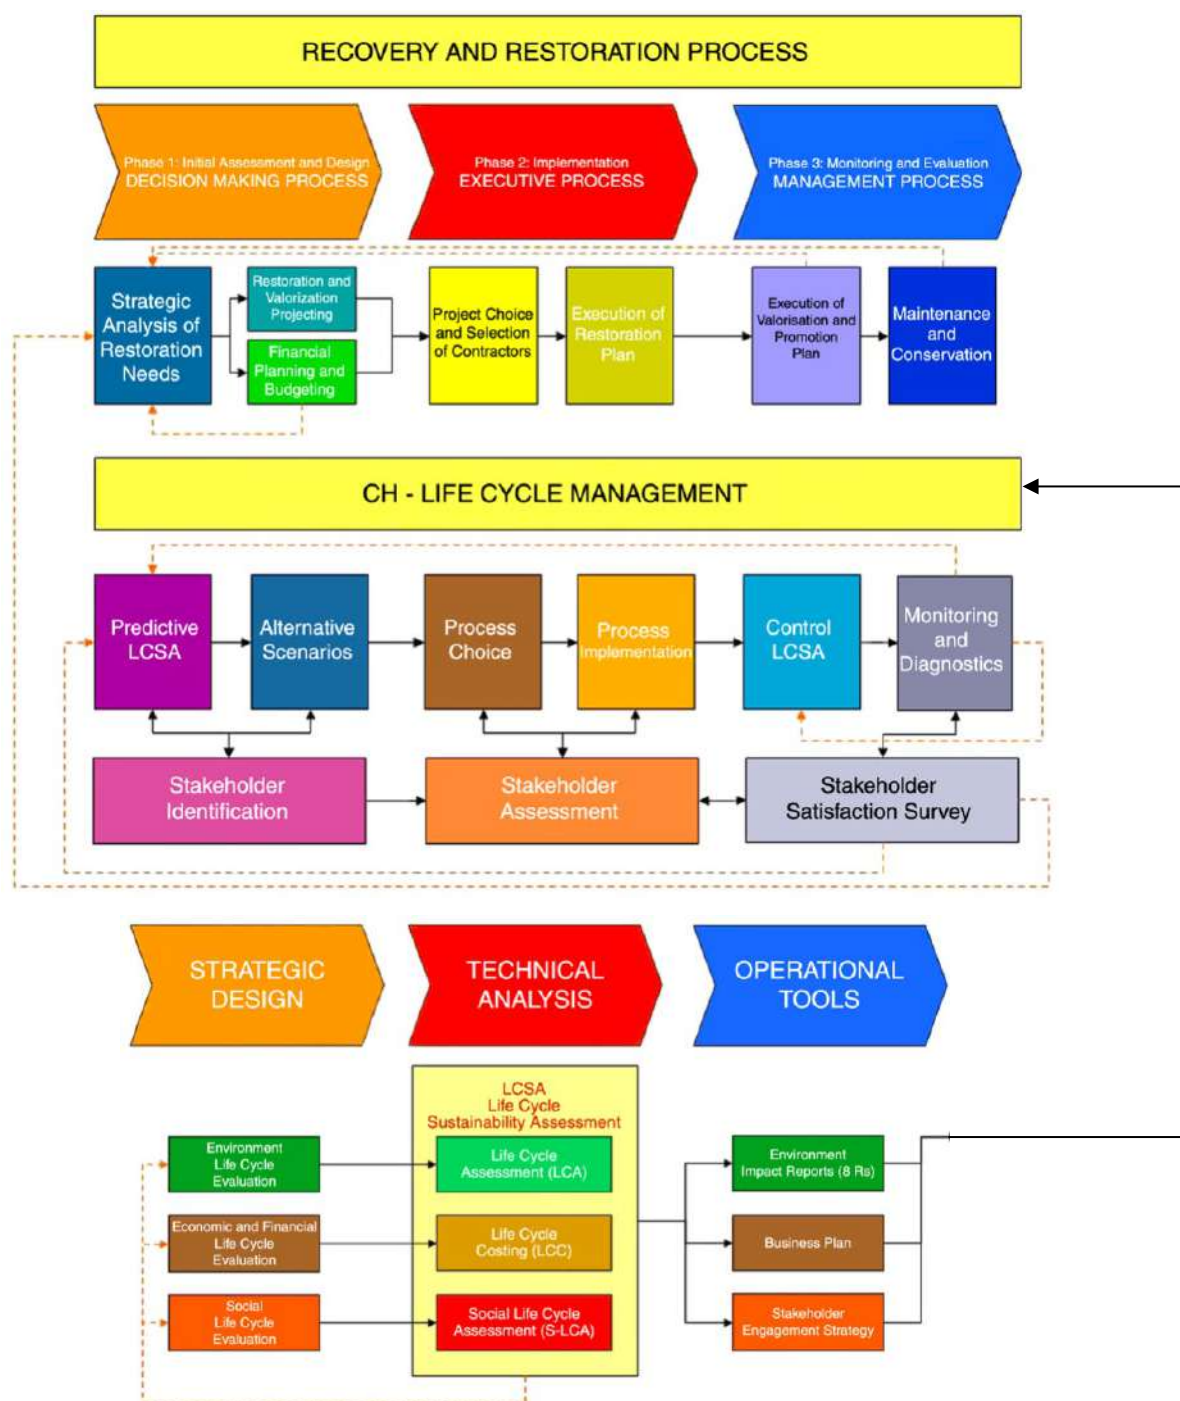 RECOVERY AND RESTORATION PROCESS
Phase 1: Initial Assessment and Design
DECISION MAKING PROCESS
Phase 2: Implementation
EXECUTIVE PROCESS
Phase 3: Monitoring and Evaluation
MANAGEMENT PROCESS
Strategic
Analysis of
Restoration
Needs
Restoration and
Valorization
Projecting
Financial
Planning and
Budgeting
Project Choice
and Selection
of Contractors
Execution of
Restoration
Plan
Execution of
Valorisation and
Promotion
Plan
Maintenance
and
Conservation
CH - LIFE CYCLE MANAGEMENT
Predictive
LCSA
Alternative
Scenarios
Process
Choice
Process
Implementation
Control
LCSA
Monitoring
and
Diagnostics
Stakeholder
Identification
Stakeholder
Assessment
Stakeholder
Satisfaction Survey
STRATEGIC
DESIGN
TECHNICAL
ANALYSIS
OPERATIONAL
TOOLS
LCSA
Life Cycle
Sustainability Assessment
Environment
Life Cycle
Evaluation
Life Cycle
Assessment (LCA)
Environment
Impact Reports (8 Rs)
Economic and Financial
Life Cycle
Evaluation
Life Cycle
Costing (LCC)
Business Plan
Social
Life Cycle
Evaluation
Social Life Cycle
Assessment (S-LCA)
Stakeholder
Engagement Strategy